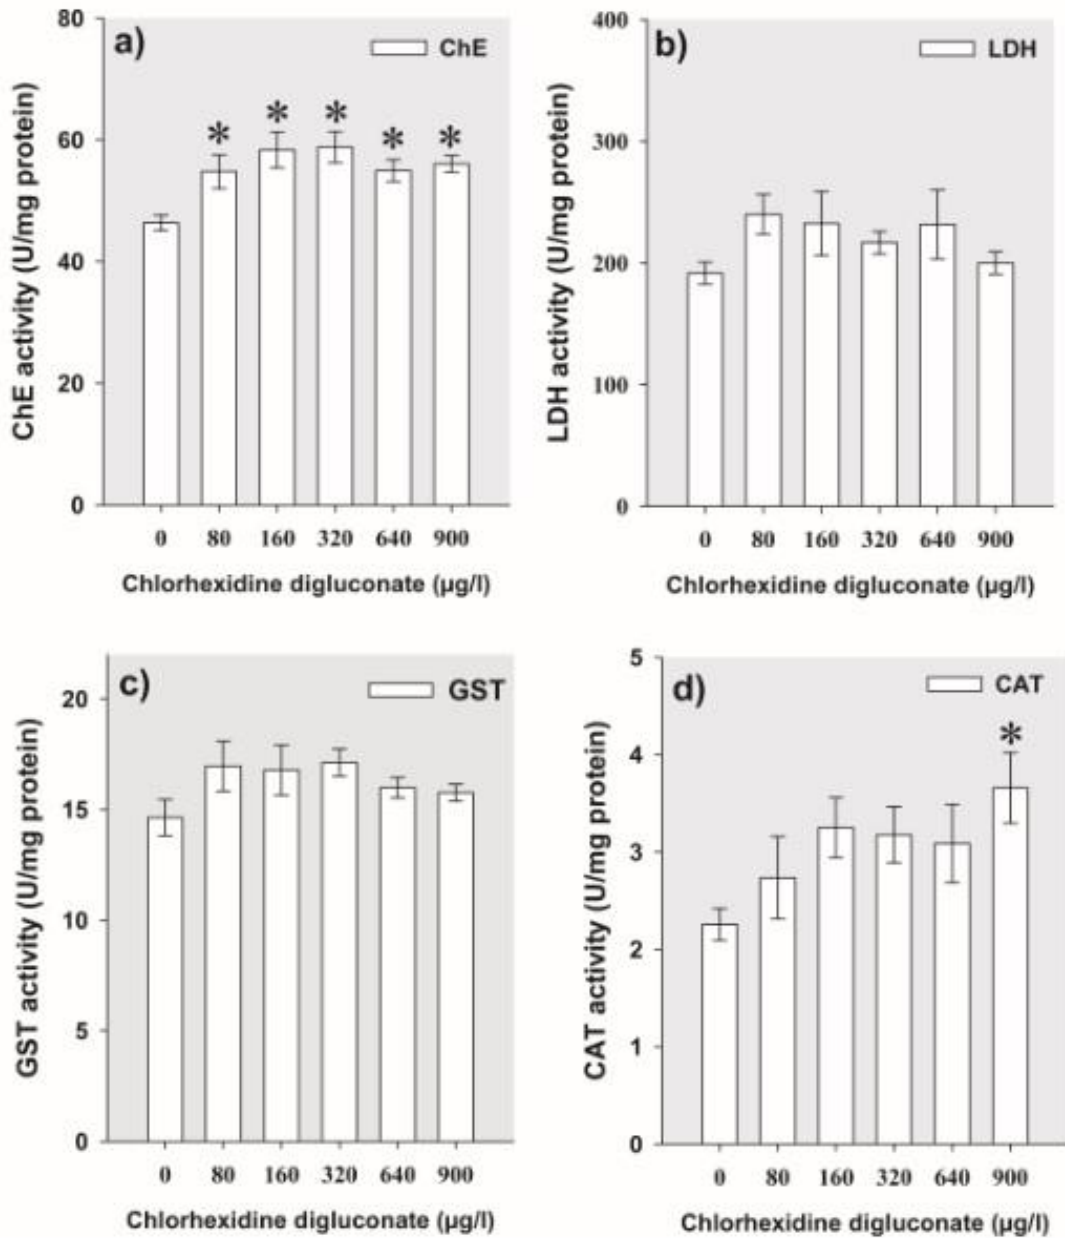 a)
ChE
80
60
40
20
0
* * * * *
ChE activity (U/mg protein)
0 80 160 320 640 900
Chlorhexidine digluconate (µg/l)
b)
LDH
400
300
200
100
0
LDH activity (U/mg protein)
0 80 160 320 640 900
Chlorhexidine digluconate (µg/l)
c)
GST
20
15
10
5
0
GST activity (U/mg protein)
0 80 160 320 640 900
Chlorhexidine digluconate (µg/l)
d)
CAT
5
4
3
2
1
0
*
CAT activity (U/mg protein)
0 80 160 320 640 900
Chlorhexidine digluconate (µg/l)